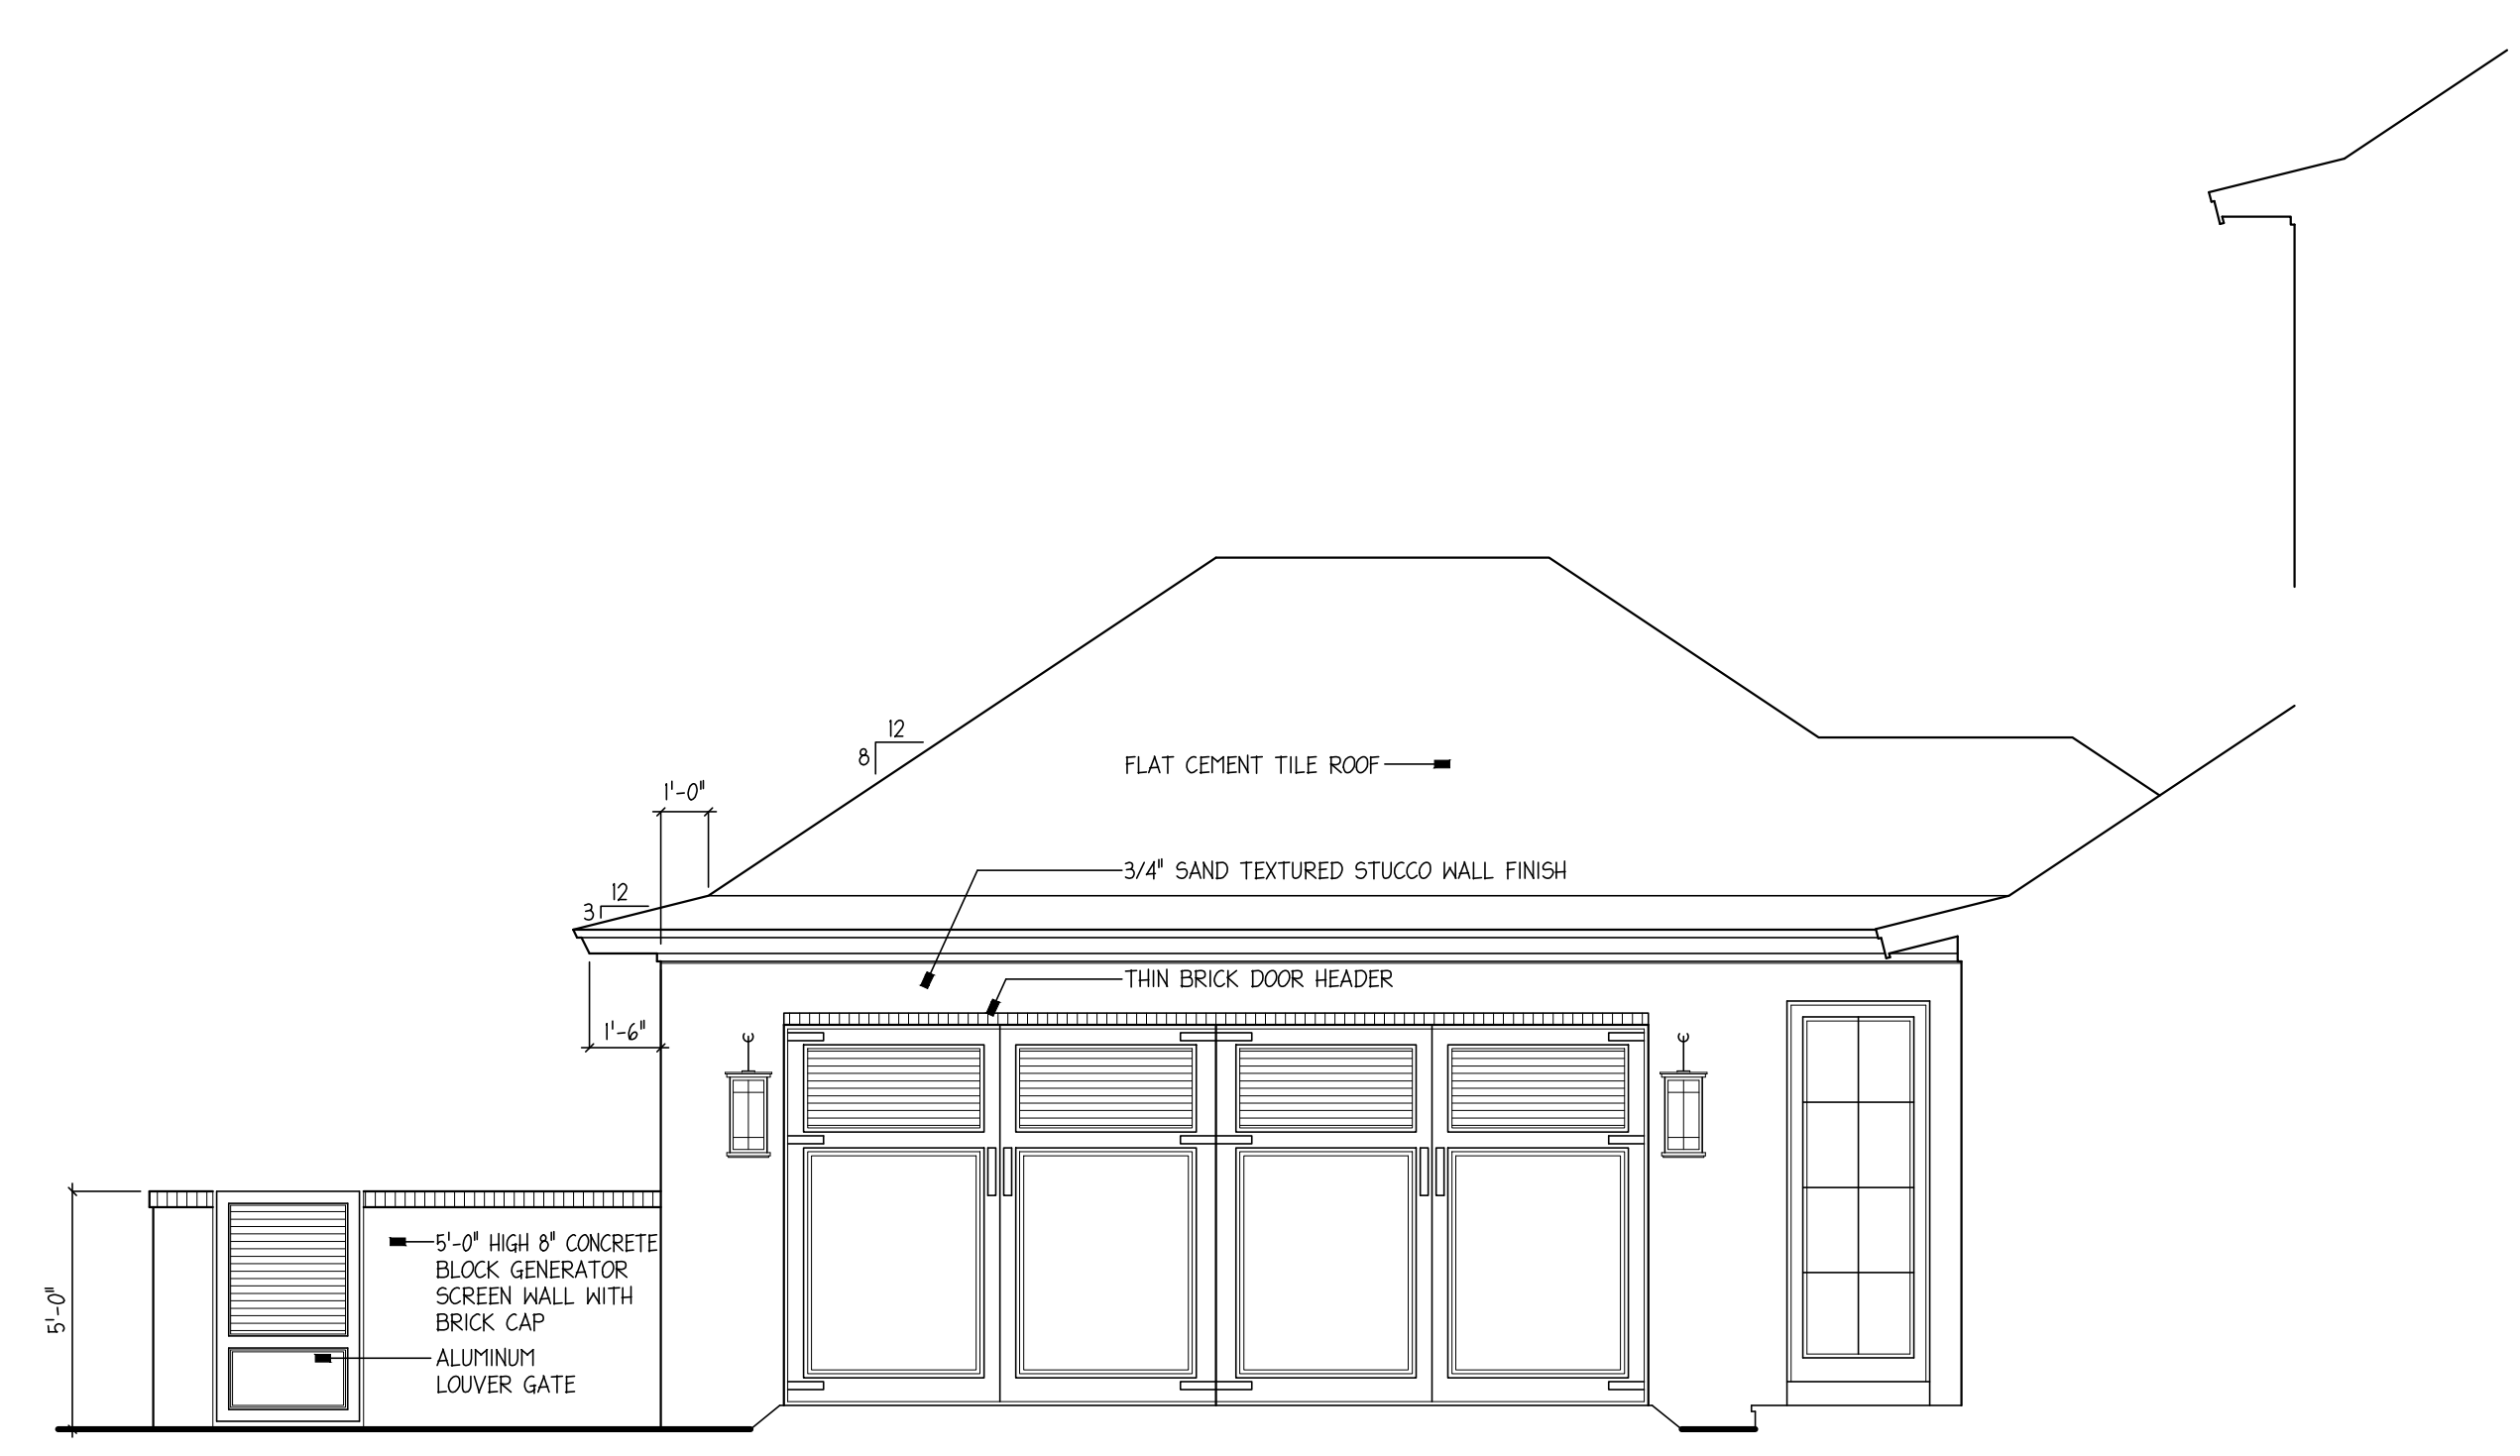 12
8
FLAT CEMENT TILE ROOF
1'-0"
3/4" SAND TEXTURED STUCCO WALL FINISH
12
3
THIN BRICK DOOR HEADER
1'-6"
5'-0" HIGH 8" CONCRETE
BLOCK GENERATOR
SCREEN WALL WITH
BRICK CAP
5'-0"
ALUMINUM
LOUVER GATE